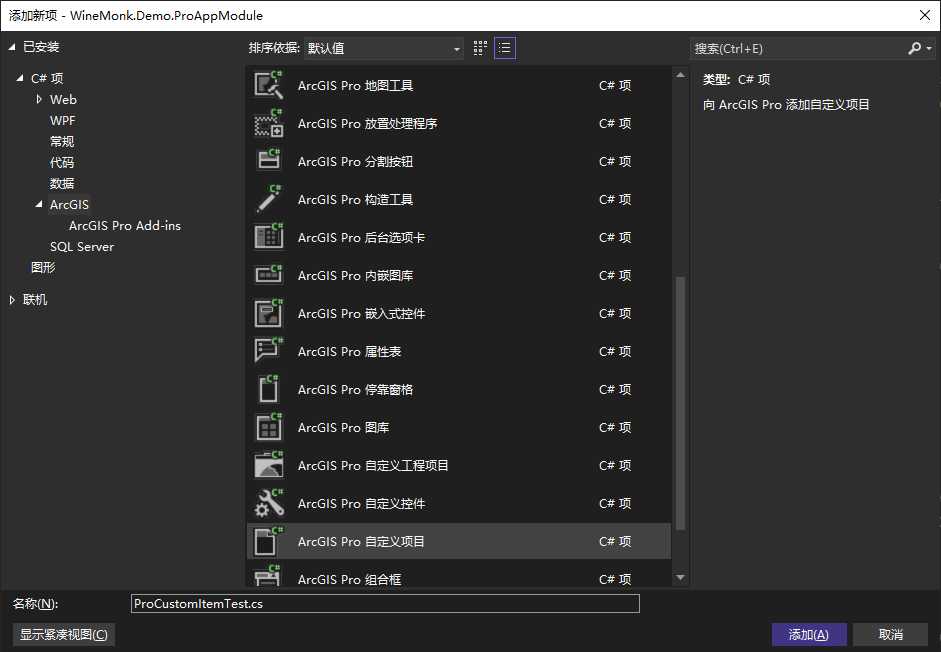 添加新项 - WineMonk.Demo.ProAppModule
已安装
C# 项
Web
WPF
常规
代码
数据
ArcGIS
ArcGIS Pro Add-ins
SQL Server
图形
联机
排序依据: 默认值
ArcGIS Pro 地图工具 C# 项
ArcGIS Pro 放置处理程序 C# 项
ArcGIS Pro 分割按钮 C# 项
ArcGIS Pro 构造工具 C# 项
ArcGIS Pro 后台选项卡 C# 项
ArcGIS Pro 内嵌图库 C# 项
ArcGIS Pro 嵌入式控件 C# 项
ArcGIS Pro 属性表 C# 项
ArcGIS Pro 停靠窗格 C# 项
ArcGIS Pro 图库 C# 项
ArcGIS Pro 自定义工程项目 C# 项
ArcGIS Pro 自定义控件 C# 项
ArcGIS Pro 自定义项目 C# 项
ArcGIS Pro 组合框 C# 项
搜索(Ctrl+E)
类型: C# 项
向 ArcGIS Pro 添加自定义项目
名称(N): ProCustomItemTest.cs
显示紧凑视图(C) 添加(A) 取消